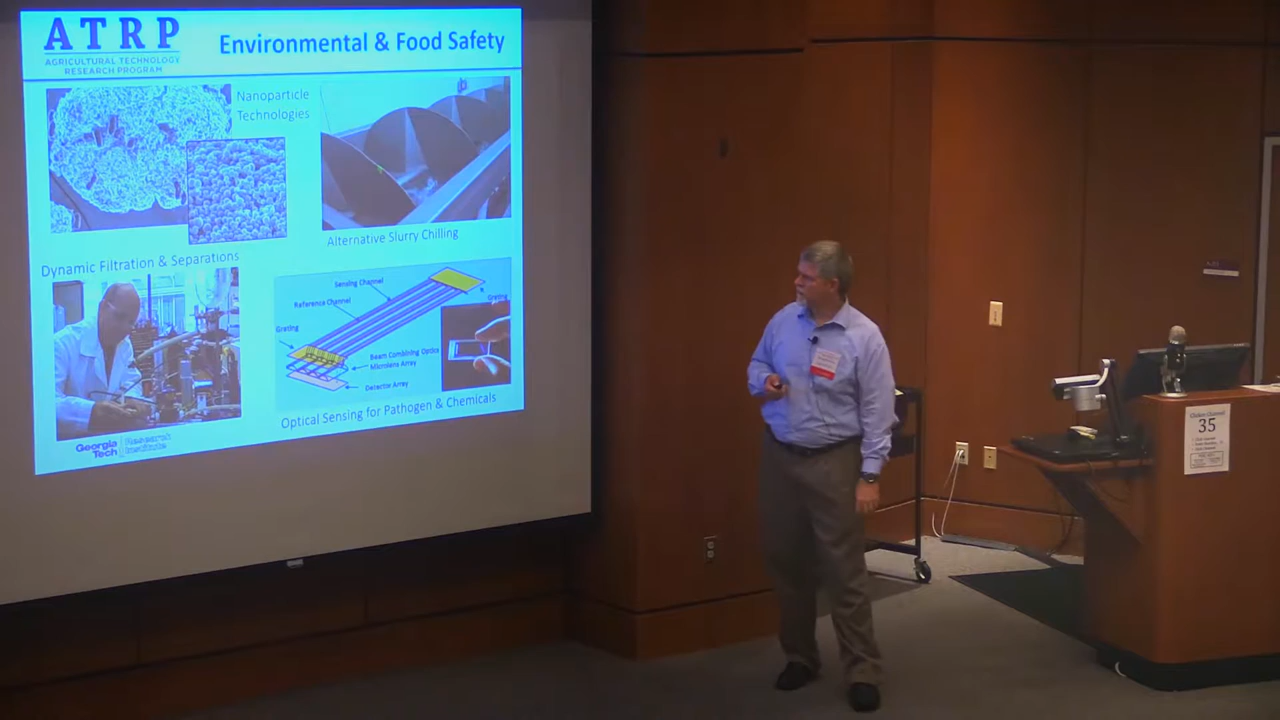 ATRP
AGRICULTURAL TECHNOLOGY
RESEARCH PROGRAM
Environmental & Food Safety
Nanoparticle
Technologies
Alternative Slurry Chilling
Dynamic Filtration & Separations
Sensing Channel
Reference Channel
Grating
Grating
Beam Combining Optics
Microlens Array
Detector Array
Optical Sensing for Pathogen & Chemicals
Georgia
Tech
Research
Institute
Channel
35